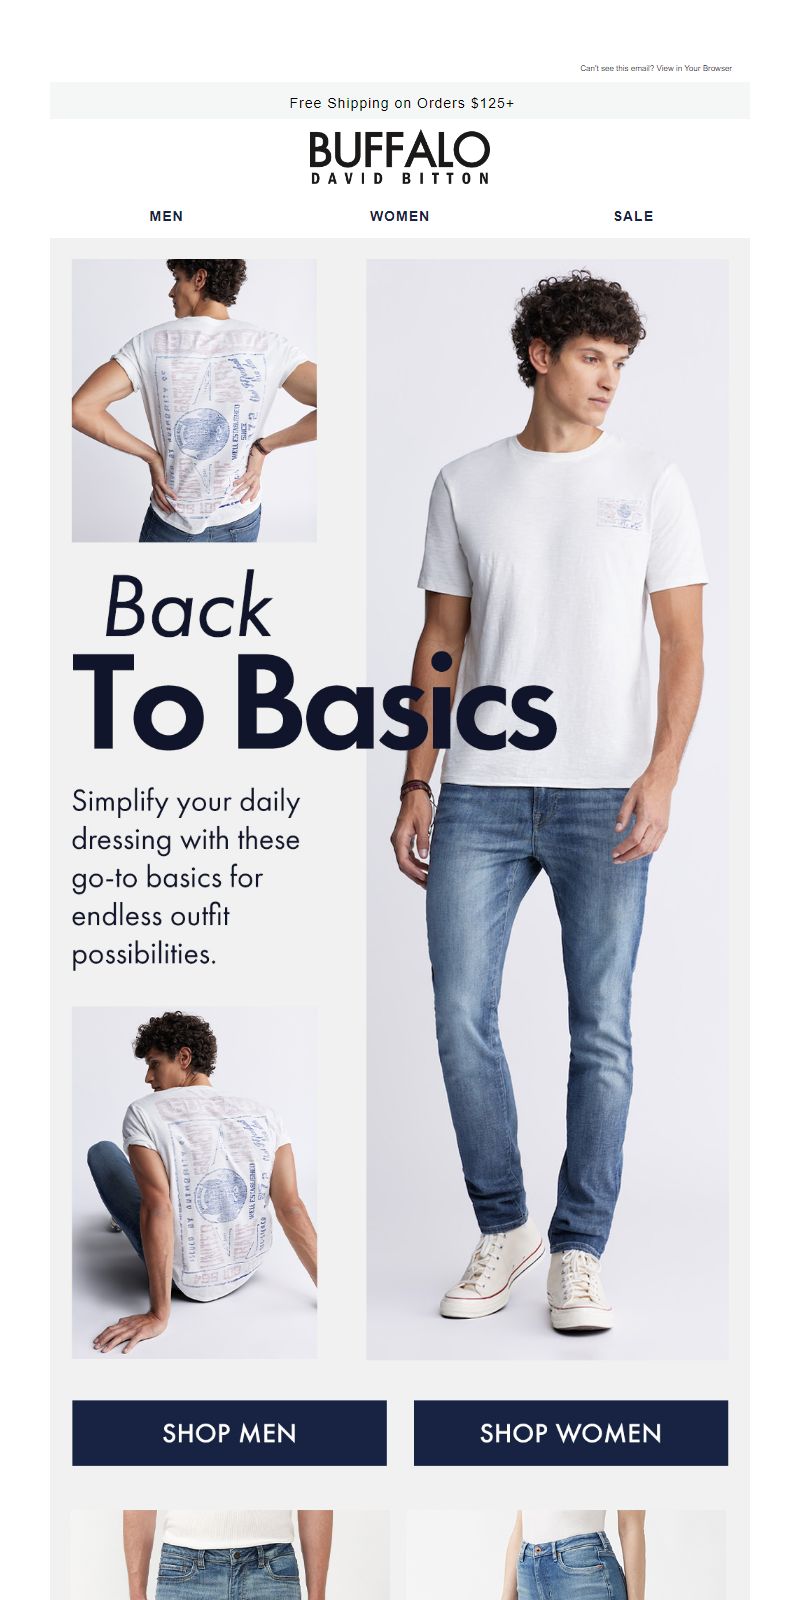 Can't see this email? View in Your Browser
Free Shipping on Orders $125+
BUFFALO
DAVID BITTON
MEN WOMEN SALE
Back
To Basics
Simplify your daily
dressing with these
go-to basics for
endless outfit
possibilities.
SHOP MEN
SHOP WOMEN